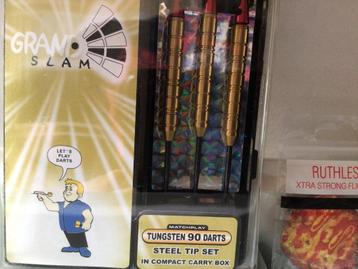 GRAND
SLAM
LET'S
PLAY
DARTS
MATCHPLAY
TUNGSTEN 90 DARTS
STEEL TIP SET
IN COMPACT CARRY BOX
RUTHLES
XTRA STRONG FL